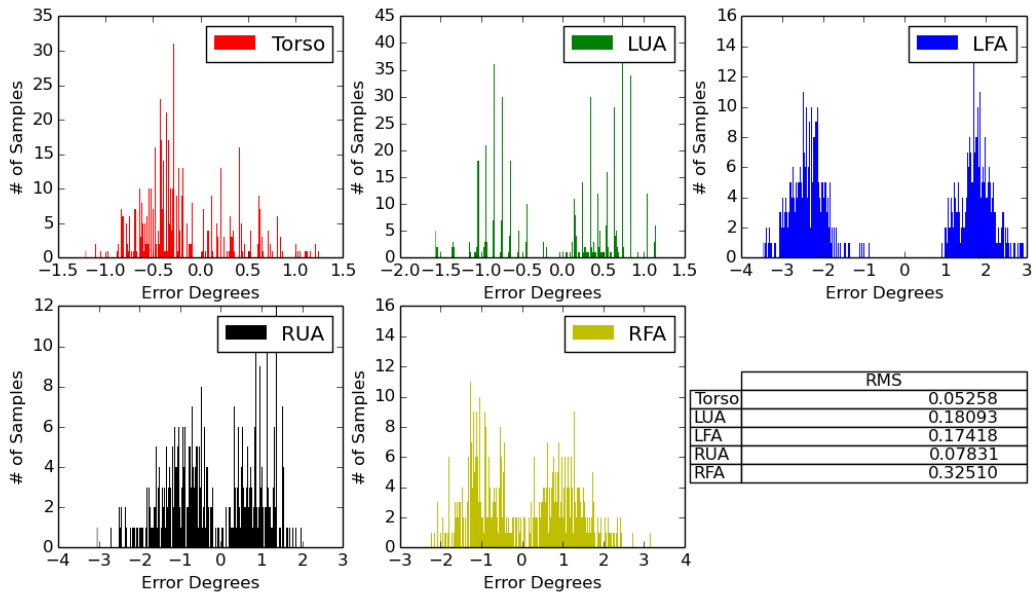 35
30
25
20
15
10
5
0
# of Samples
−1.5 −1.0 −0.5 0.0 0.5 1.0 1.5
Error Degrees
Torso
45
40
35
30
25
20
15
10
5
0
# of Samples
−2.0 −1.5 −1.0 −0.5 0.0 0.5 1.0 1.5
Error Degrees
LUA
16
14
12
10
8
6
4
2
0
# of Samples
−4 −3 −2 −1 0 1 2 3
Error Degrees
LFA
12
10
8
6
4
2
0
# of Samples
−4 −3 −2 −1 0 1 2 3
Error Degrees
RUA
16
14
12
10
8
6
4
2
0
# of Samples
−3 −2 −1 0 1 2 3 4
Error Degrees
RFA
RMS
Torso 0.05258
LUA 0.18093
LFA 0.17418
RUA 0.07831
RFA 0.32510